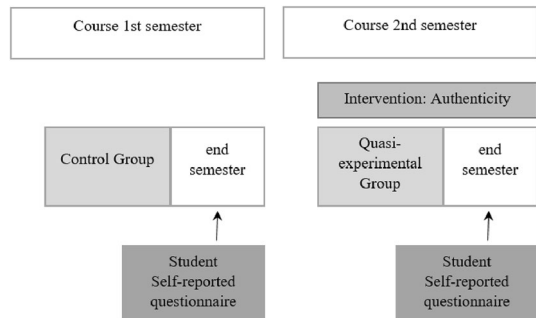 Course 1st semester
Course 2nd semester
Intervention: Authenticity
Control Group
end
semester
Quasi-
experimental
Group
end
semester
Student
Self-reported
questionnaire
Student
Self-reported
questionnaire